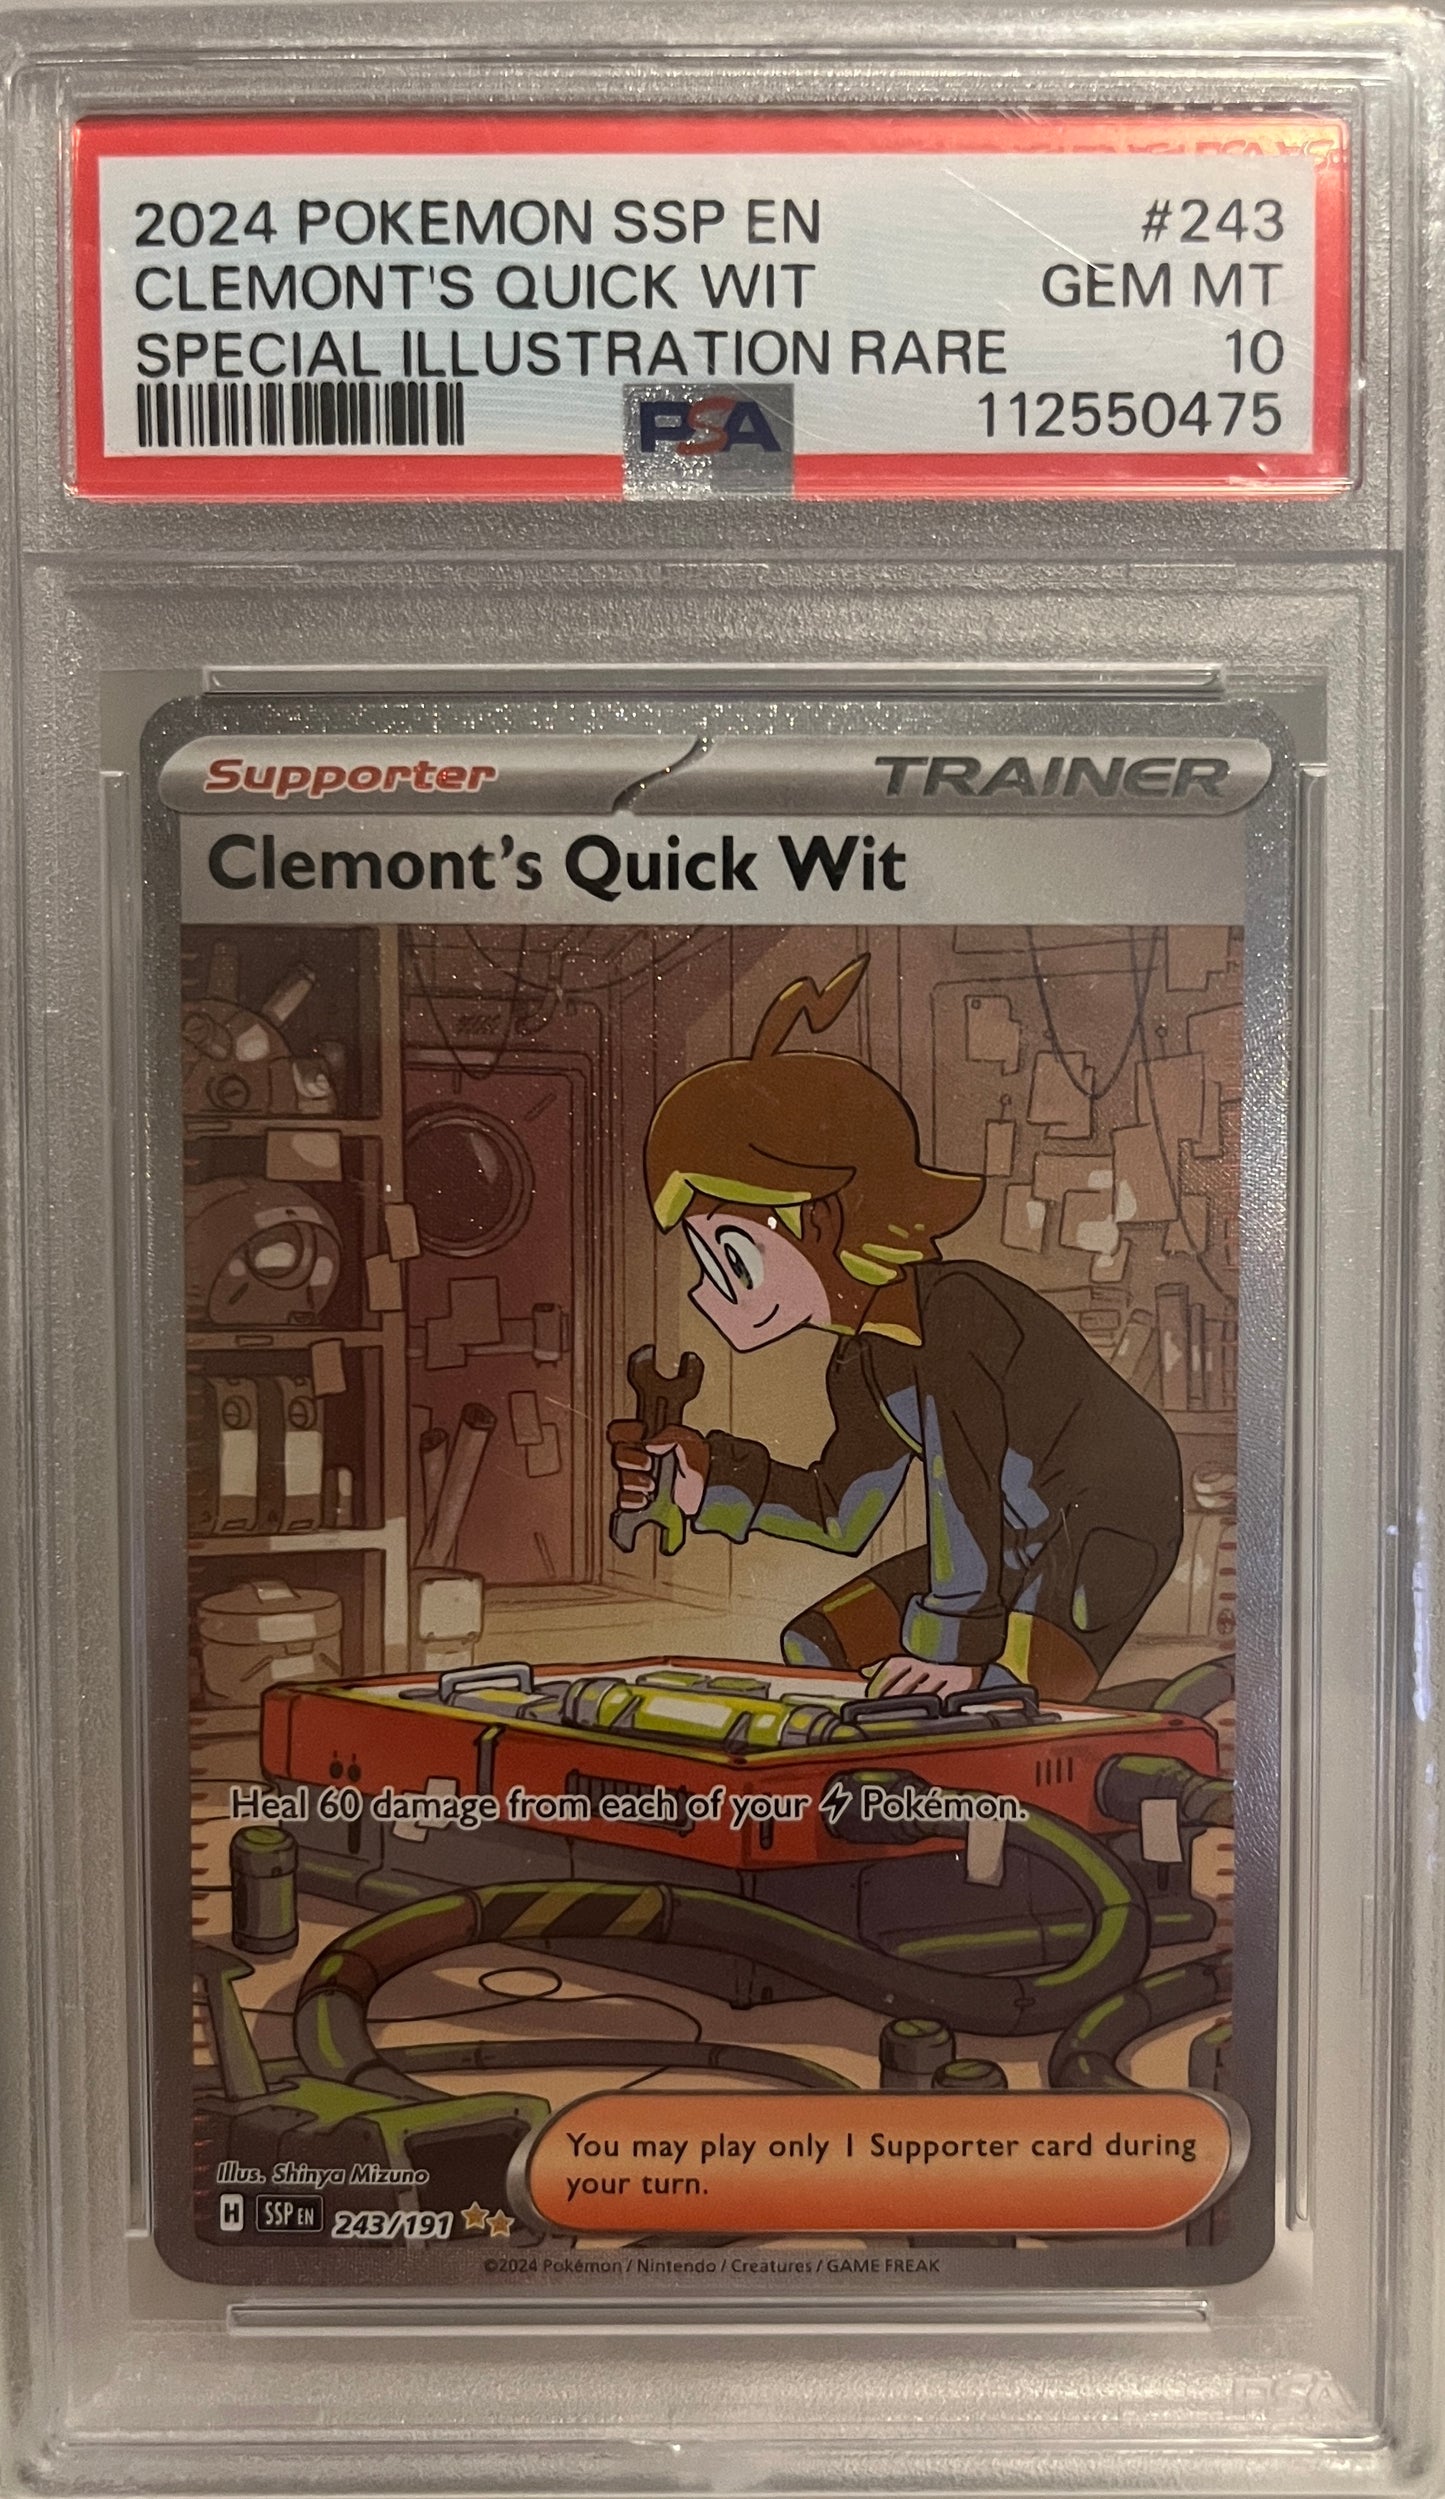 2024 POKEMON SSP EN #243
CLEMONT'S QUICK WIT GEM MT
SPECIAL ILLUSTRATION RARE 10
PSA 112550475
Supporter TRAINER
Clemont's Quick Wit
Heal 60 damage from each of your Pokémon.
You may play only 1 Supporter card during
your turn.
Illus. Shinya Mizuno
H SSP EN 243/191
©2024 Pokémon / Nintendo / Creatures / GAME FREAK
PSA